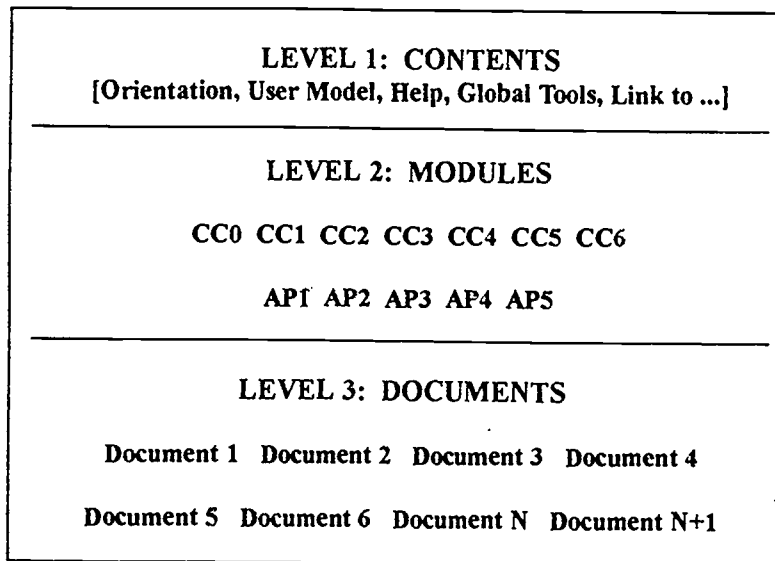 LEVEL 1: CONTENTS
[Orientation, User Model, Help, Global Tools, Link to ...]
LEVEL 2: MODULES
CC0 CC1 CC2 CC3 CC4 CC5 CC6
AP1 AP2 AP3 AP4 AP5
LEVEL 3: DOCUMENTS
Document 1 Document 2 Document 3 Document 4
Document 5 Document 6 Document N Document N+1